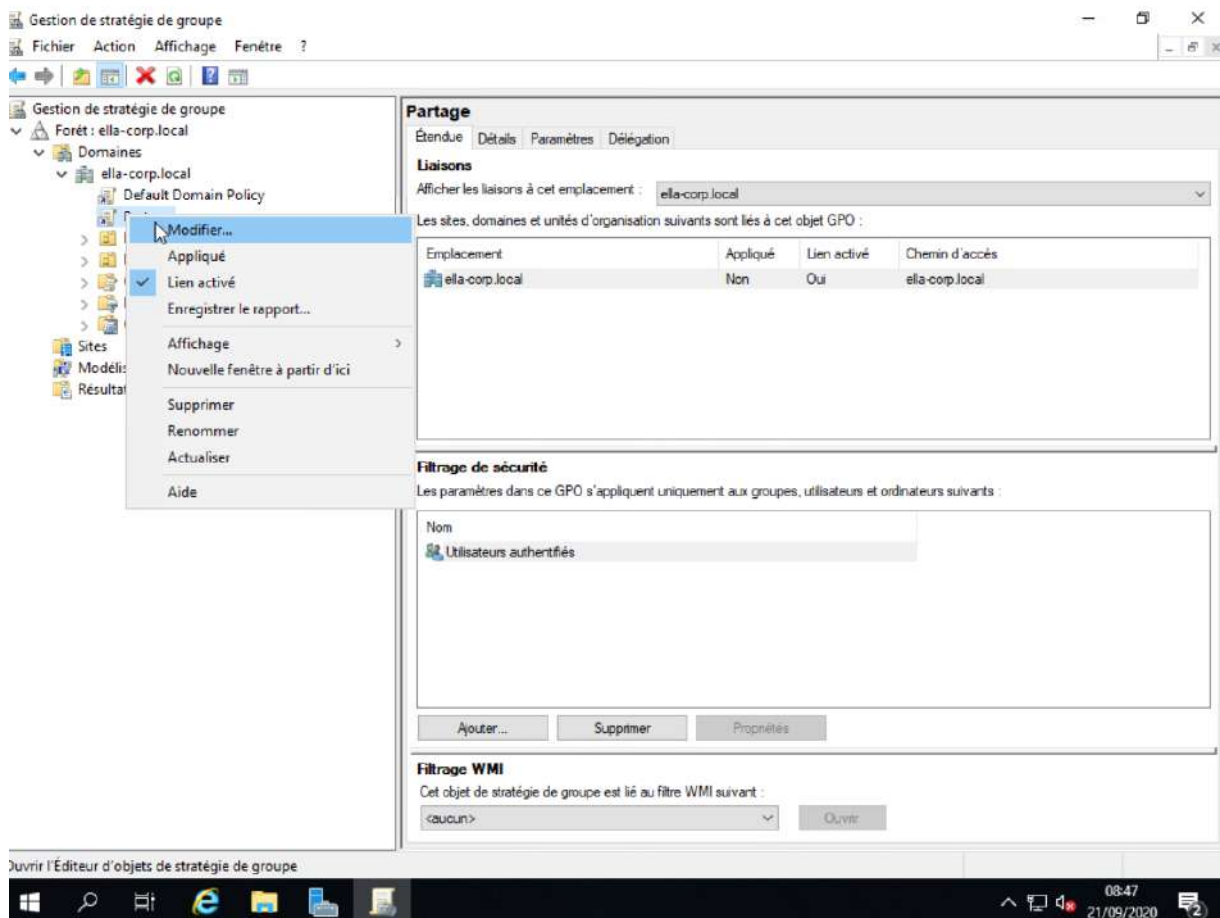 Gestion de stratégie de groupe
Fichier Action Affichage Fenêtre ?
Gestion de stratégie de groupe
Forêt : ella-corp.local
Domaines
ella-corp.local
Default Domain Policy
Modifier...
Appliqué
Lien activé
Enregistrer le rapport...
Sites
Affichage
Modélis
Nouvelle fenêtre à partir d'ici
Résultat
Supprimer
Renommer
Actualiser
Aide
Partage
Étendue Détails Paramètres Délégation
Liaisons
Afficher les liaisons à cet emplacement : ella-corp.local
Les sites, domaines et unités d'organisation suivants sont liés à cet objet GPO :
Emplacement Appliqué Lien activé Chemin d'accès
ella-corp.local Non Oui ella-corp.local
Filtrage de sécurité
Les paramètres dans ce GPO s'appliquent uniquement aux groupes, utilisateurs et ordinateurs suivants :
Nom
Utilisateurs authentifiés
Ajouter... Supprimer Propriétés
Filtrage WMI
Cet objet de stratégie de groupe est lié au filtre WMI suivant :
<aucun> Ouvrir
Ouvrir l'Éditeur d'objets de stratégie de groupe
08:47
21/09/2020
2